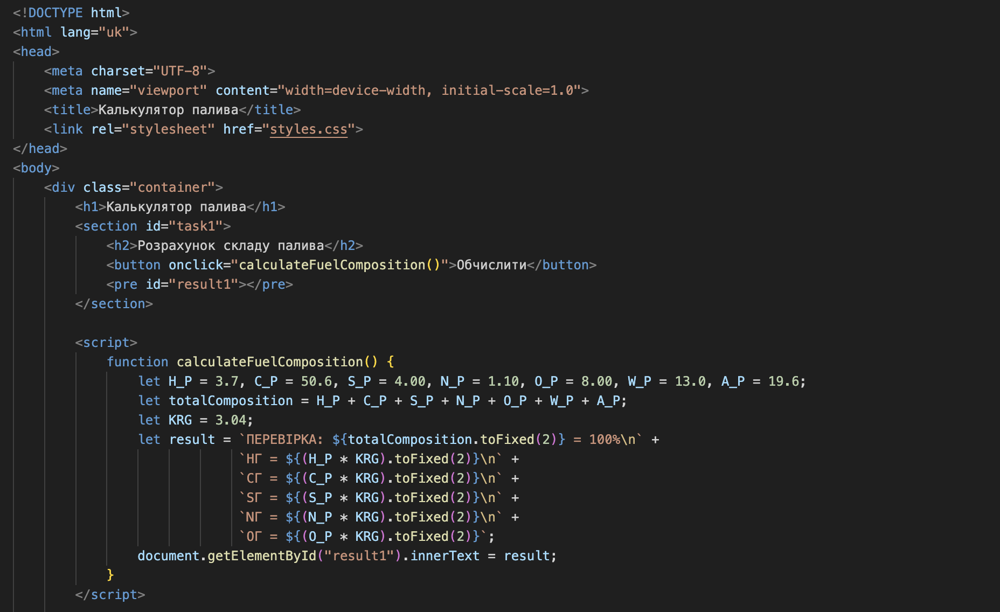 <!DOCTYPE html>
<html lang="uk">
<head>
    <meta charset="UTF-8">
    <meta name="viewport" content="width=device-width, initial-scale=1.0">
    <title>Калькулятор палива</title>
    <link rel="stylesheet" href="styles.css">
</head>
<body>
    <div class="container">
        <h1>Калькулятор палива</h1>
        <section id="task1">
            <h2>Розрахунок складу палива</h2>
            <button onclick="calculateFuelComposition()">Обчислити</button>
            <pre id="result1"></pre>
        </section>

        <script>
            function calculateFuelComposition() {
                let H_P = 3.7, C_P = 50.6, S_P = 4.00, N_P = 1.10, O_P = 8.00, W_P = 13.0, A_P = 19.6;
                let totalComposition = H_P + C_P + S_P + N_P + O_P + W_P + A_P;
                let KRG = 3.04;
                let result = `ПЕРЕВІРКА: ${totalComposition.toFixed(2)} = 100%\n` +
                             `HГ = ${(H_P * KRG).toFixed(2)}\n` +
                             `CГ = ${(C_P * KRG).toFixed(2)}\n` +
                             `SГ = ${(S_P * KRG).toFixed(2)}\n` +
                             `NГ = ${(N_P * KRG).toFixed(2)}\n` +
                             `OГ = ${(O_P * KRG).toFixed(2)}`;
                document.getElementById("result1").innerText = result;
            }
        </script>